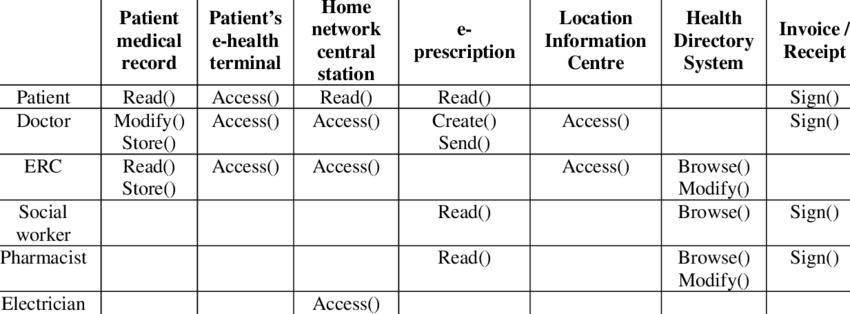 Patient medical record | Patient's e-health terminal | Home network central station | e-prescription | Location Information Centre | Health Directory System | Invoice / Receipt
Patient | Read() | Access() | Read() | Read() | | | Sign()
Doctor | Modify() Store() | Access() | Access() | Create() Send() | Access() | | Sign()
ERC | Read() Store() | Access() | Access() | | Access() | Browse() Modify() |
Social worker | | | | Read() | | Browse() | Sign()
Pharmacist | | | | Read() | | Browse() Modify() | Sign()
Electrician | | | Access() | | | |